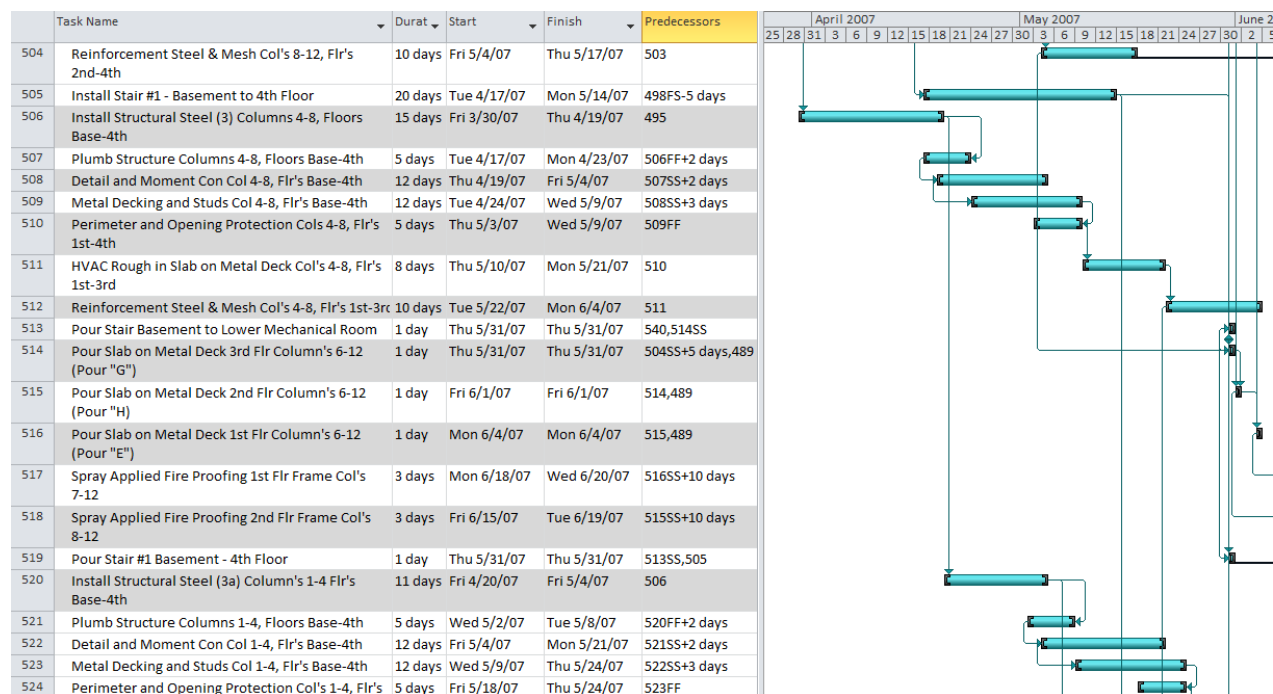 Task Name Durat Start Finish Predecessors
April 2007 May 2007 June 2
25 28 31 3 6 9 12 15 18 21 24 27 30 3 6 9 12 15 18 21 24 27 30 2 5
504 Reinforcement Steel & Mesh Col's 8-12, Flr's 10 days Fri 5/4/07 Thu 5/17/07 503
2nd-4th
505 Install Stair #1 - Basement to 4th Floor 20 days Tue 4/17/07 Mon 5/14/07 498FS-5 days
506 Install Structural Steel (3) Columns 4-8, Floors 15 days Fri 3/30/07 Thu 4/19/07 495
Base-4th
507 Plumb Structure Columns 4-8, Floors Base-4th 5 days Tue 4/17/07 Mon 4/23/07 506FF+2 days
508 Detail and Moment Con Col 4-8, Flr's Base-4th 12 days Thu 4/19/07 Fri 5/4/07 507SS+2 days
509 Metal Decking and Studs Col 4-8, Flr's Base-4th 12 days Tue 4/24/07 Wed 5/9/07 508SS+3 days
510 Perimeter and Opening Protection Cols 4-8, Flr's 5 days Thu 5/3/07 Wed 5/9/07 509FF
1st-4th
511 HVAC Rough in Slab on Metal Deck Col's 4-8, Flr's 8 days Thu 5/10/07 Mon 5/21/07 510
1st-3rd
512 Reinforcement Steel & Mesh Col's 4-8, Flr's 1st-3rc 10 days Tue 5/22/07 Mon 6/4/07 511
513 Pour Stair Basement to Lower Mechanical Room 1 day Thu 5/31/07 Thu 5/31/07 540,514SS
514 Pour Slab on Metal Deck 3rd Flr Column's 6-12 1 day Thu 5/31/07 Thu 5/31/07 504SS+5 days,489
(Pour "G")
515 Pour Slab on Metal Deck 2nd Flr Column's 6-12 1 day Fri 6/1/07 Fri 6/1/07 514,489
(Pour "H)
516 Pour Slab on Metal Deck 1st Flr Column's 6-12 1 day Mon 6/4/07 Mon 6/4/07 515,489
(Pour "E")
517 Spray Applied Fire Proofing 1st Flr Frame Col's 3 days Mon 6/18/07 Wed 6/20/07 516SS+10 days
7-12
518 Spray Applied Fire Proofing 2nd Flr Frame Col's 3 days Fri 6/15/07 Tue 6/19/07 515SS+10 days
8-12
519 Pour Stair #1 Basement - 4th Floor 1 day Thu 5/31/07 Thu 5/31/07 513SS,505
520 Install Structural Steel (3a) Column's 1-4 Flr's 11 days Fri 4/20/07 Fri 5/4/07 506
Base-4th
521 Plumb Structure Columns 1-4, Floors Base-4th 5 days Wed 5/2/07 Tue 5/8/07 520FF+2 days
522 Detail and Moment Con Col 1-4, Flr's Base-4th 12 days Fri 5/4/07 Mon 5/21/07 521SS+2 days
523 Metal Decking and Studs Col 1-4, Flr's Base-4th 12 days Wed 5/9/07 Thu 5/24/07 522SS+3 days
524 Perimeter and Opening Protection Col's 1-4, Flr's 5 days Fri 5/18/07 Thu 5/24/07 523FF